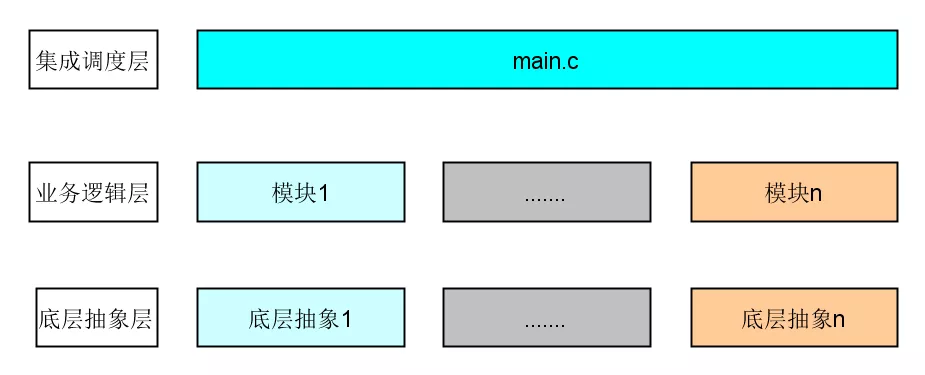 集成调度层 main.c
业务逻辑层 模块1 ....... 模块n
底层抽象层 底层抽象1 ....... 底层抽象n